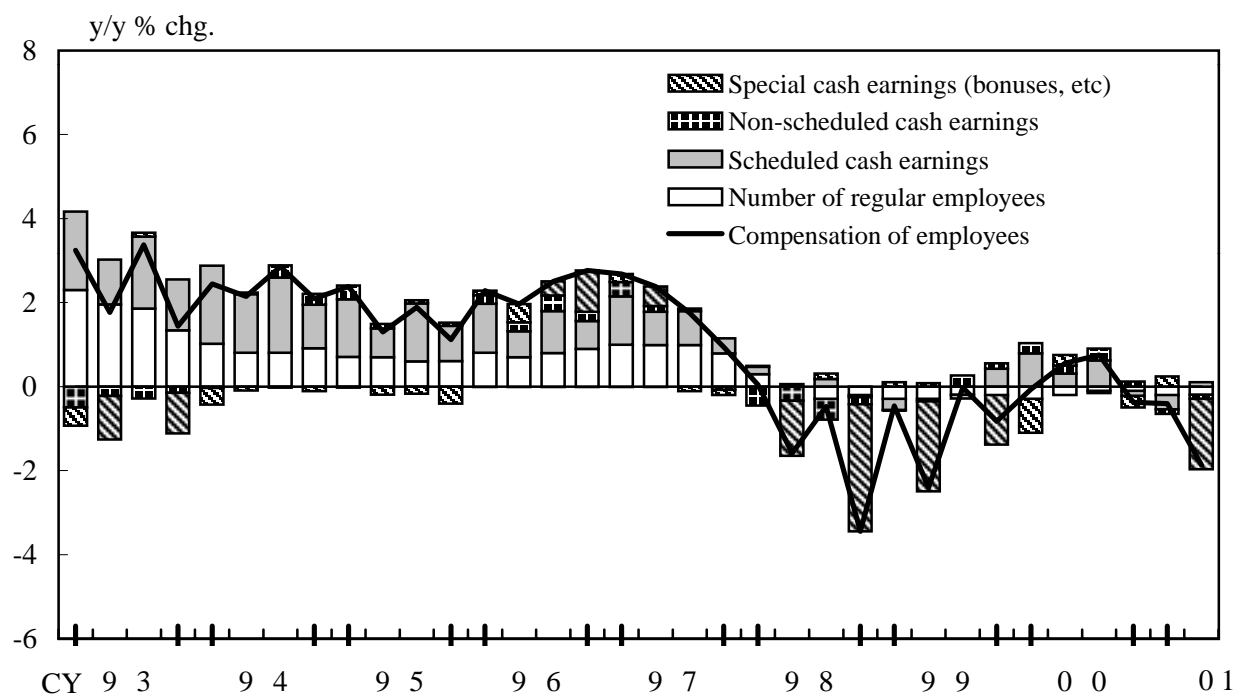 y/y % chg.
8
6
4
2
0
-2
-4
-6
Special cash earnings (bonuses, etc)
Non-scheduled cash earnings
Scheduled cash earnings
Number of regular employees
Compensation of employees
CY 9 3 9 4 9 5 9 6 9 7 9 8 9 9 0 0 0 1